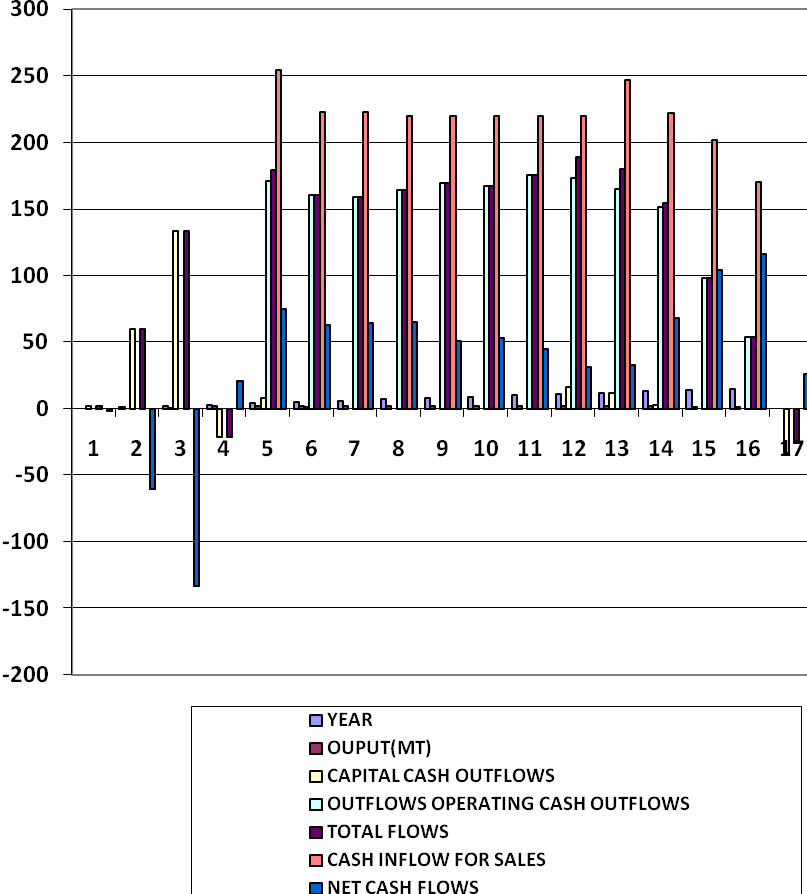 300
250
200
150
100
50
0
-50
-100
-150
-200
1 2 3 4 5 6 7 8 9 10 11 12 13 14 15 16 17
YEAR
OUPUT(MT)
CAPITAL CASH OUTFLOWS
OUTFLOWS OPERATING CASH OUTFLOWS
TOTAL FLOWS
CASH INFLOW FOR SALES
NET CASH FLOWS